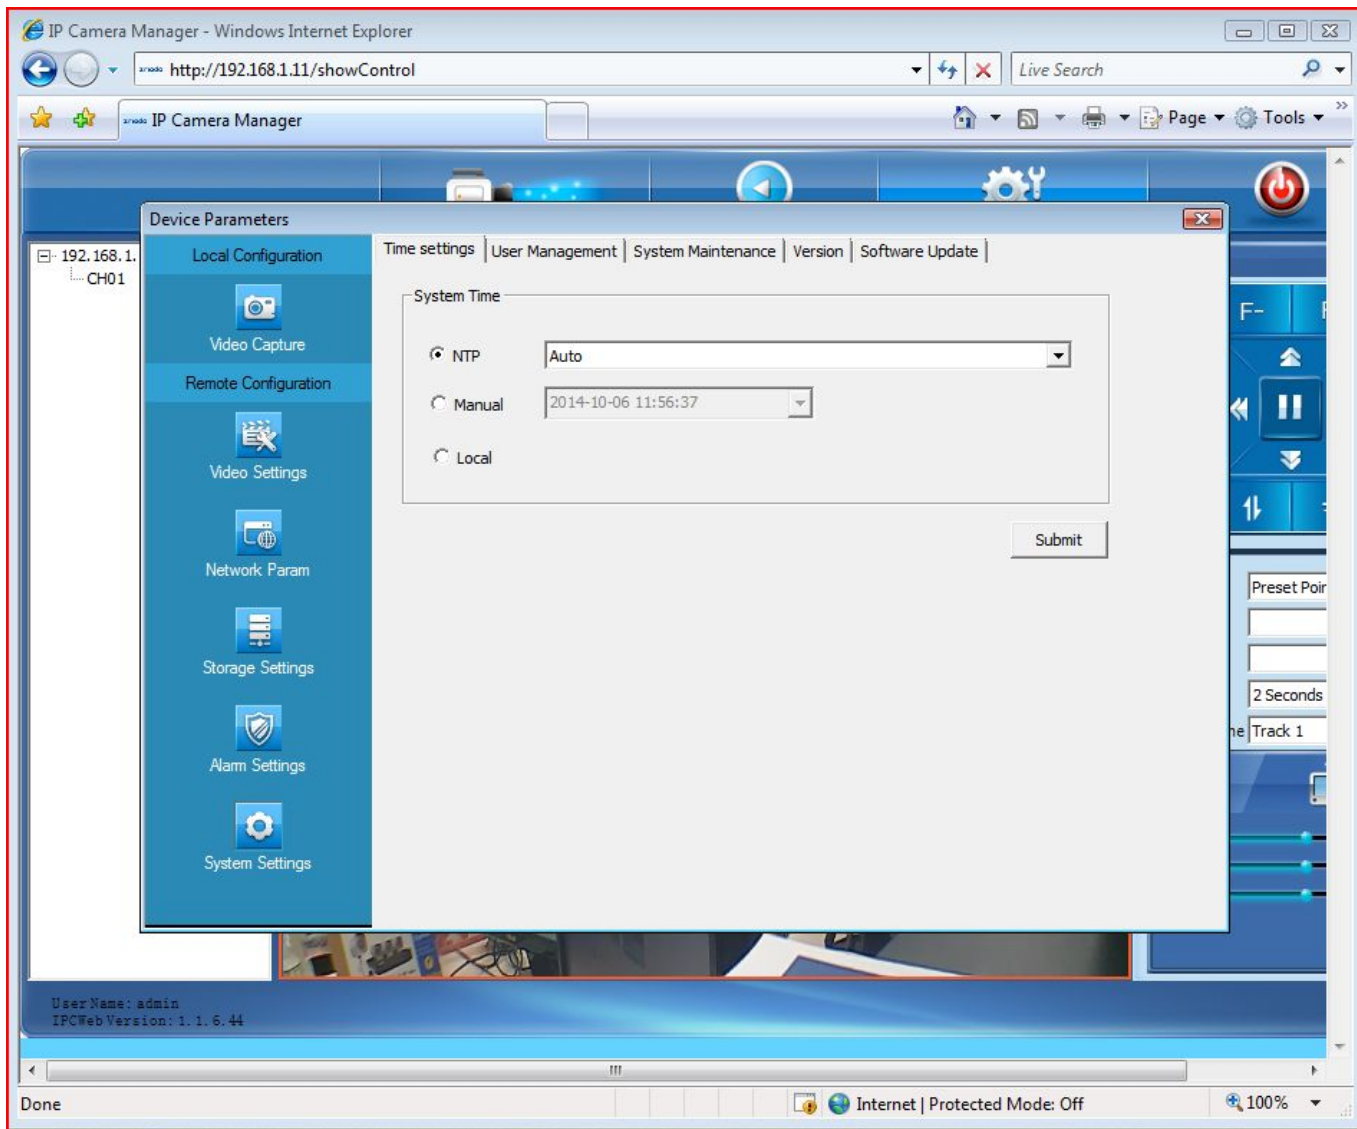 IP Camera Manager - Windows Internet Explorer
http://192.168.1.11/showControl
Live Search
IP Camera Manager
Page
Tools
Device Parameters
192.168.1.
CH01
Local Configuration
Video Capture
Remote Configuration
Video Settings
Network Param
Storage Settings
Alarm Settings
System Settings
Time settings User Management System Maintenance Version Software Update
System Time
NTP Auto
Manual 2014-10-06 11:56:37
Local
Submit
F-
Preset Poin
2 Seconds
ne Track 1
User Name: admin
IPCWeb Version: 1.1.6.44
Done
Internet | Protected Mode: Off
100%